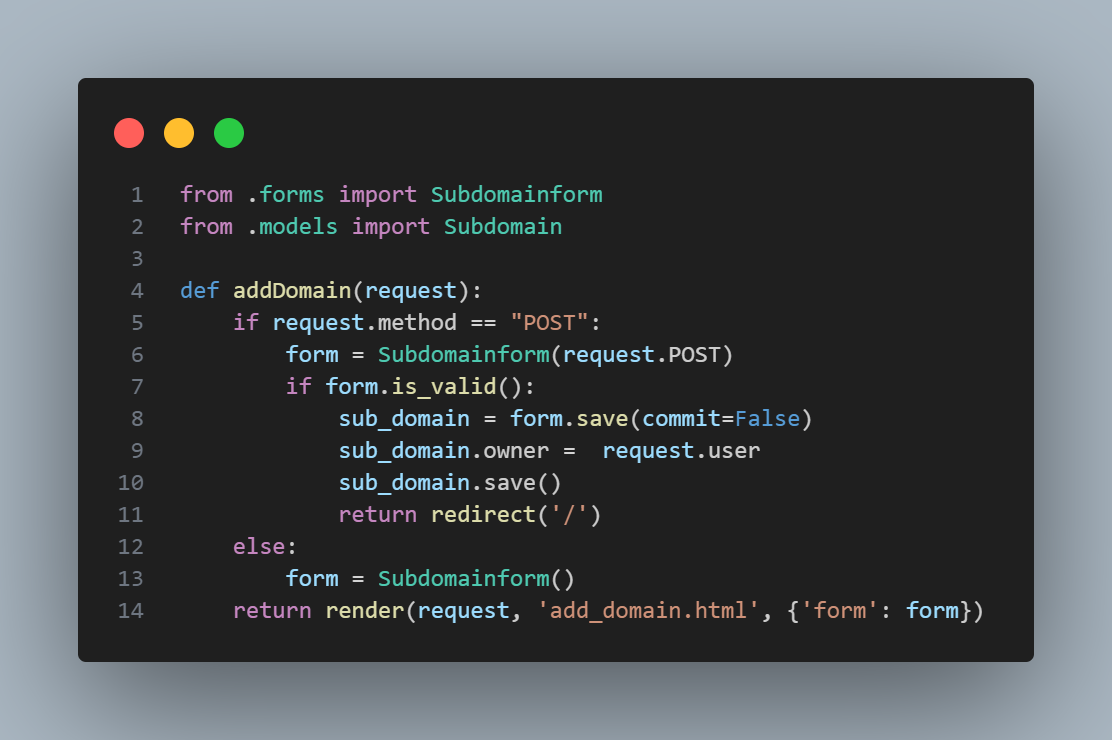 1 from .forms import Subdomainform
2 from .models import Subdomain
3
4 def addDomain(request):
5     if request.method == "POST":
6         form = Subdomainform(request.POST)
7         if form.is_valid():
8             sub_domain = form.save(commit=False)
9             sub_domain.owner =  request.user
10             sub_domain.save()
11             return redirect('/')
12     else:
13         form = Subdomainform()
14     return render(request, 'add_domain.html', {'form': form})